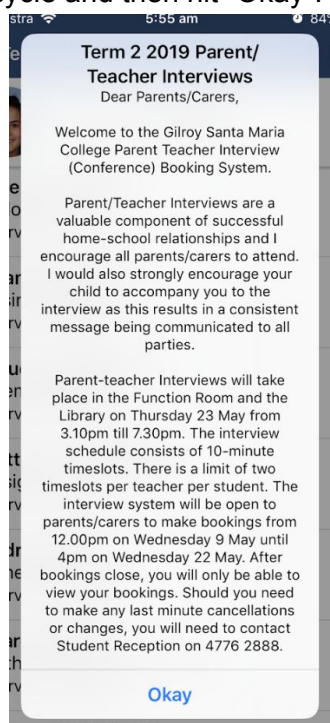 cycle and then hit "Okay".
stra 5:55 am 84%
Term 2 2019 Parent/
Teacher Interviews
Dear Parents/Carers,
Welcome to the Gilroy Santa Maria
College Parent Teacher Interview
(Conference) Booking System.
Parent/Teacher Interviews are a
valuable component of successful
home-school relationships and I
encourage all parents/carers to attend.
I would also strongly encourage your
child to accompany you to the
interview as this results in a consistent
message being communicated to all
parties.
Parent-teacher Interviews will take
place in the Function Room and the
Library on Thursday 23 May from
3.10pm till 7.30pm. The interview
schedule consists of 10-minute
timeslots. There is a limit of two
timeslots per teacher per student. The
interview system will be open to
parents/carers to make bookings from
12.00pm on Wednesday 9 May until
4pm on Wednesday 22 May. After
bookings close, you will only be able to
view your bookings. Should you need
to make any last minute cancellations
or changes, you will need to contact
Student Reception on 4776 2888.
Okay